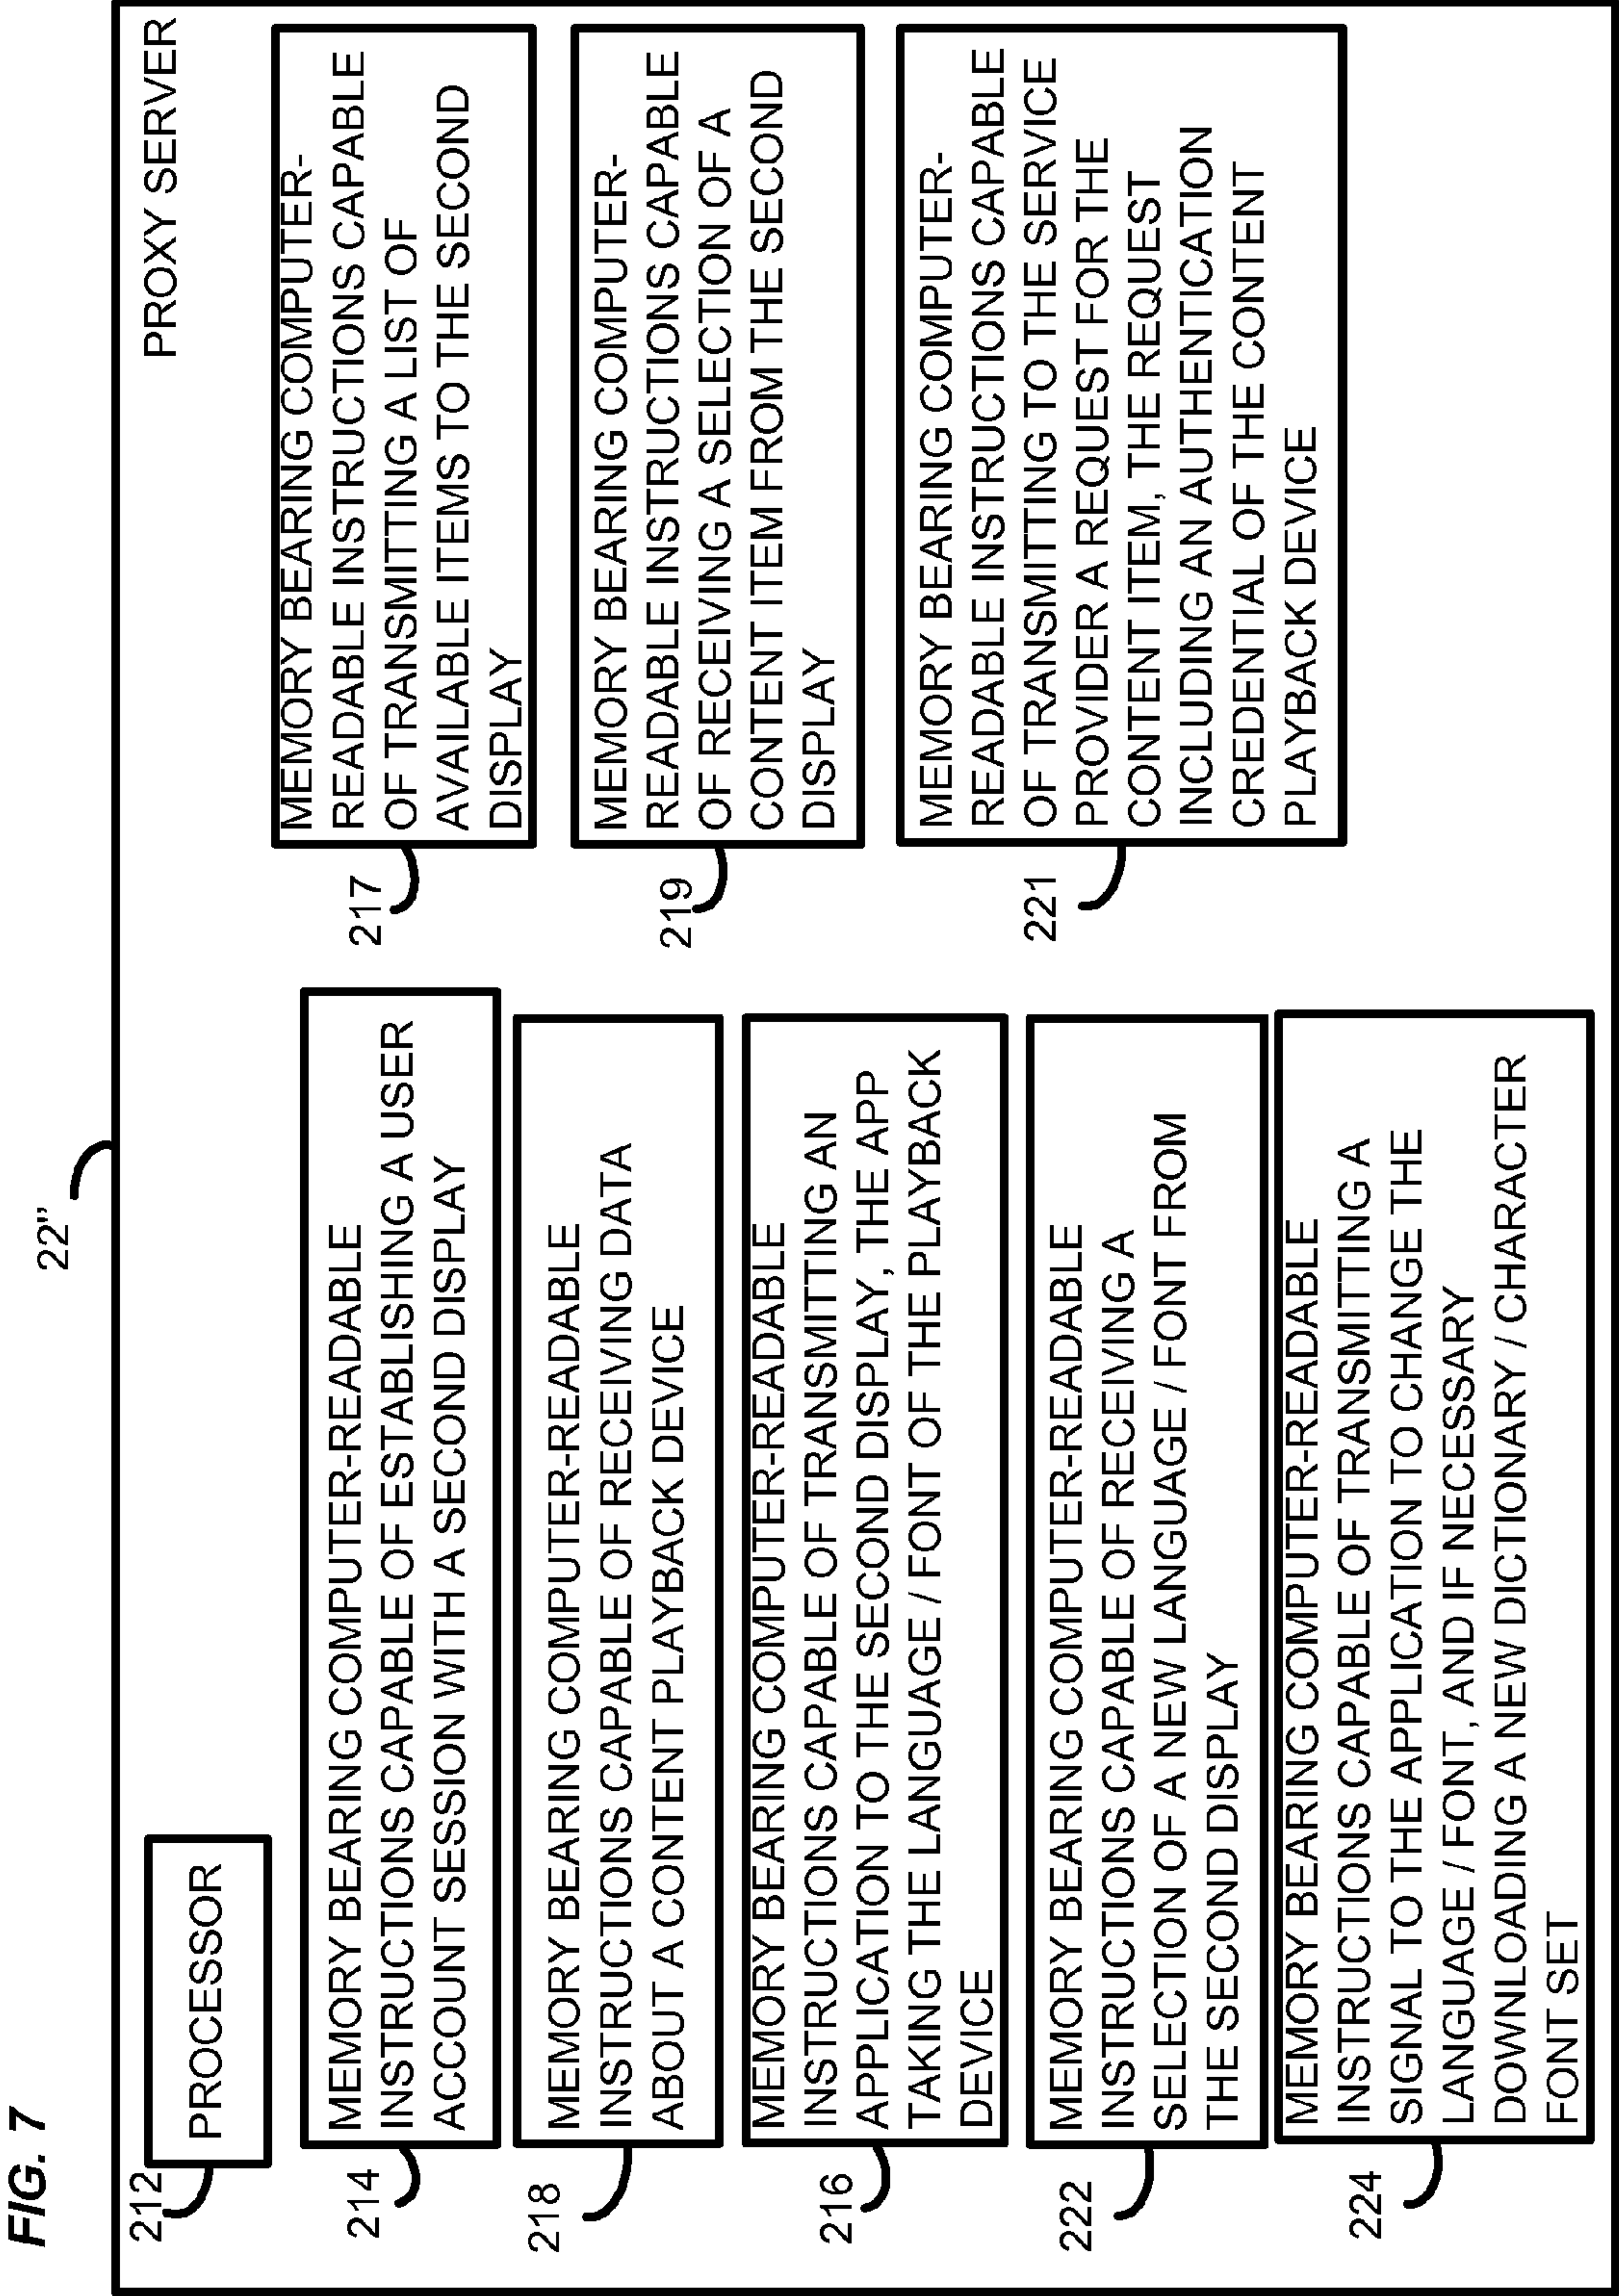 FIG. 7
22”
PROXY SERVER
212
PROCESSOR
214
MEMORY BEARING COMPUTER-READABLE
INSTRUCTIONS CAPABLE OF ESTABLISHING A USER
ACCOUNT SESSION WITH A SECOND DISPLAY
218
MEMORY BEARING COMPUTER-READABLE
INSTRUCTIONS CAPABLE OF RECEIVING DATA
ABOUT A CONTENT PLAYBACK DEVICE
216
MEMORY BEARING COMPUTER-READABLE
INSTRUCTIONS CAPABLE OF TRANSMITTING AN
APPLICATION TO THE SECOND DISPLAY, THE APP
TAKING THE LANGUAGE / FONT OF THE PLAYBACK
DEVICE
222
MEMORY BEARING COMPUTER-READABLE
INSTRUCTIONS CAPABLE OF RECEIVING A
SELECTION OF A NEW LANGUAGE / FONT FROM
THE SECOND DISPLAY
224
MEMORY BEARING COMPUTER-READABLE
INSTRUCTIONS CAPABLE OF TRANSMITTING A
SIGNAL TO THE APPLICATION TO CHANGE THE
LANGUAGE / FONT, AND IF NECESSARY
DOWNLOADING A NEW DICTIONARY / CHARACTER
FONT SET
217
MEMORY BEARING COMPUTER-
READABLE INSTRUCTIONS CAPABLE
OF TRANSMITTING A LIST OF
AVAILABLE ITEMS TO THE SECOND
DISPLAY
219
MEMORY BEARING COMPUTER-
READABLE INSTRUCTIONS CAPABLE
OF RECEIVING A SELECTION OF A
CONTENT ITEM FROM THE SECOND
DISPLAY
221
MEMORY BEARING COMPUTER-
READABLE INSTRUCTIONS CAPABLE
OF TRANSMITTING TO THE SERVICE
PROVIDER A REQUEST FOR THE
CONTENT ITEM, THE REQUEST
INCLUDING AN AUTHENTICATION
CREDENTIAL OF THE CONTENT
PLAYBACK DEVICE